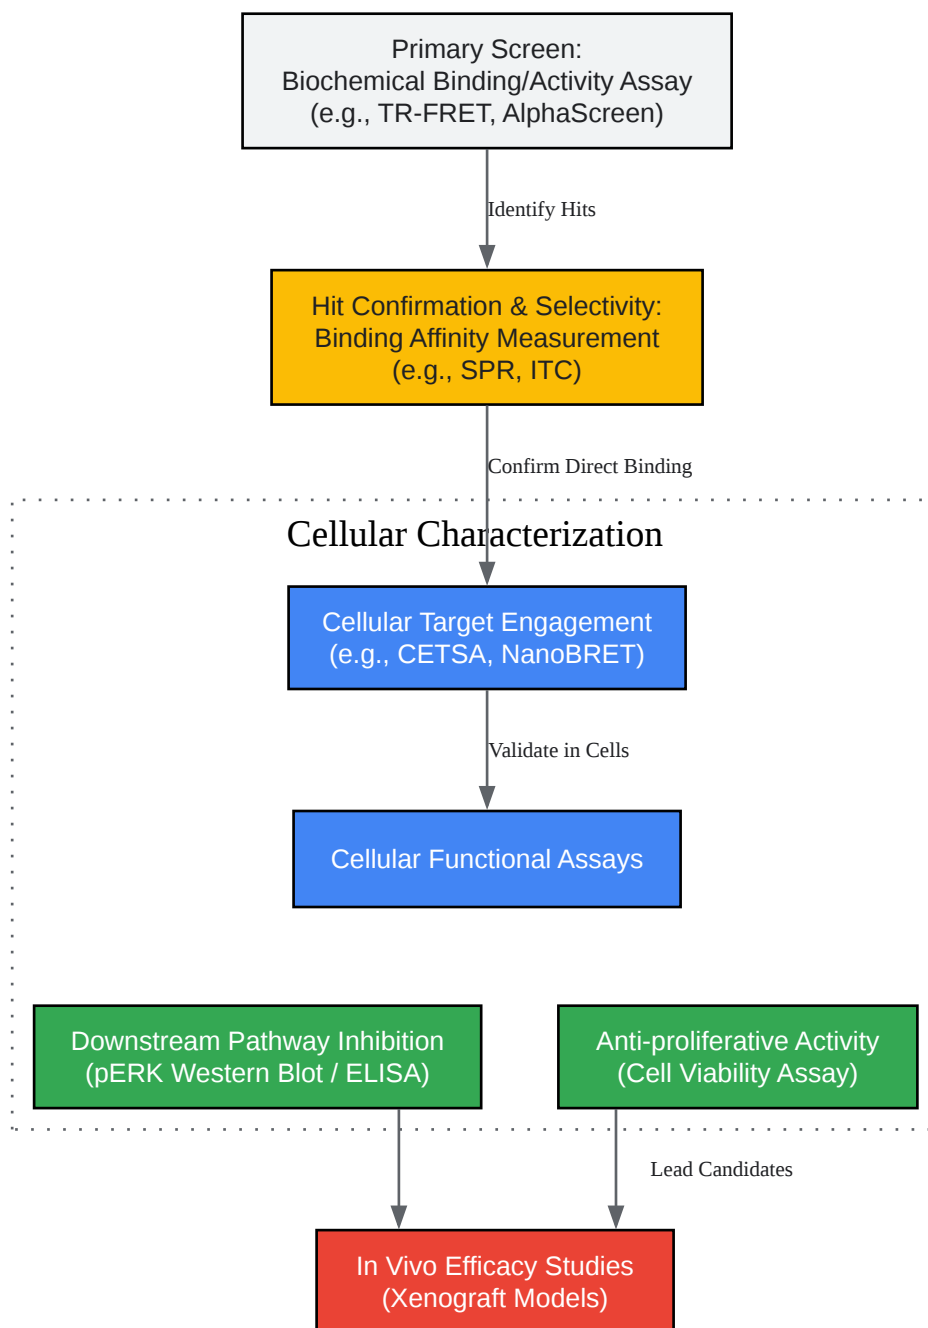 Primary Screen:
Biochemical Binding/Activity Assay
(e.g., TR-FRET, AlphaScreen)
Identify Hits
Hit Confirmation & Selectivity:
Binding Affinity Measurement
(e.g., SPR, ITC)
Confirm Direct Binding
Cellular Characterization
Cellular Target Engagement
(e.g., CETSA, NanoBRET)
Validate in Cells
Cellular Functional Assays
Downstream Pathway Inhibition
(pERK Western Blot / ELISA)
Anti-proliferative Activity
(Cell Viability Assay)
Lead Candidates
In Vivo Efficacy Studies
(Xenograft Models)